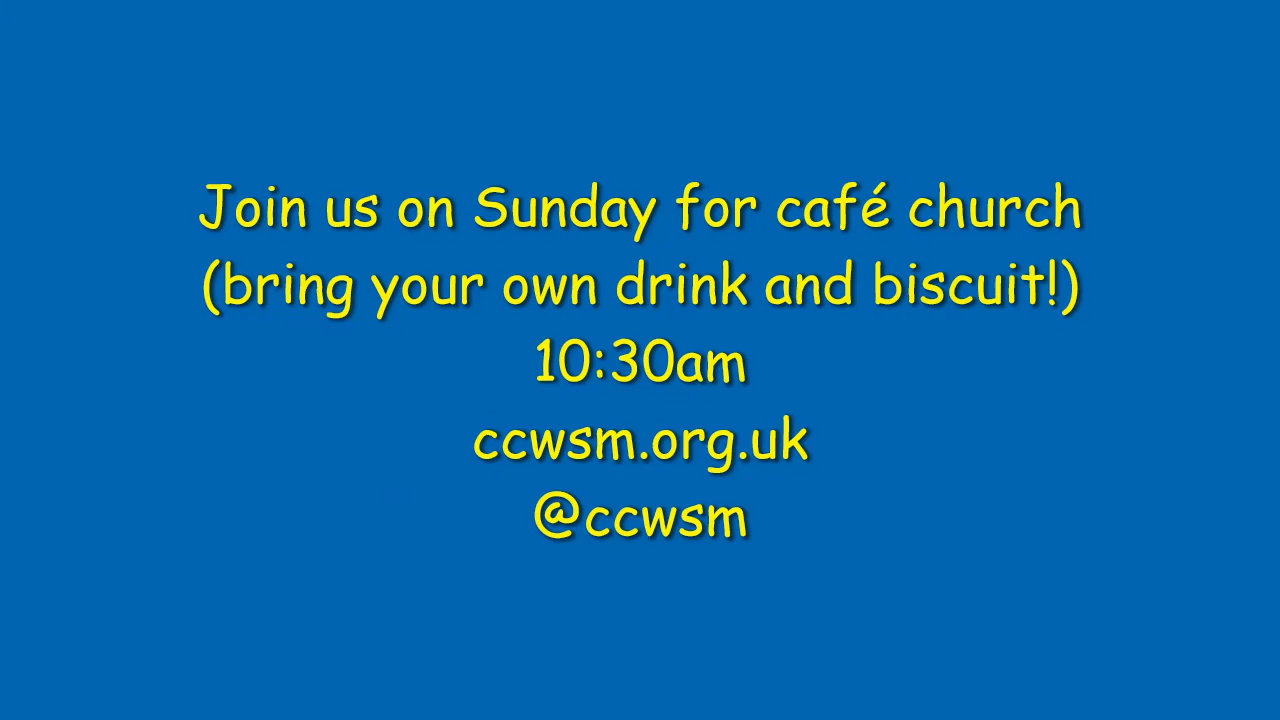 Join us on Sunday for café church
(bring your own drink and biscuit!)
10:30am
ccwsm.org.uk
@ccwsm